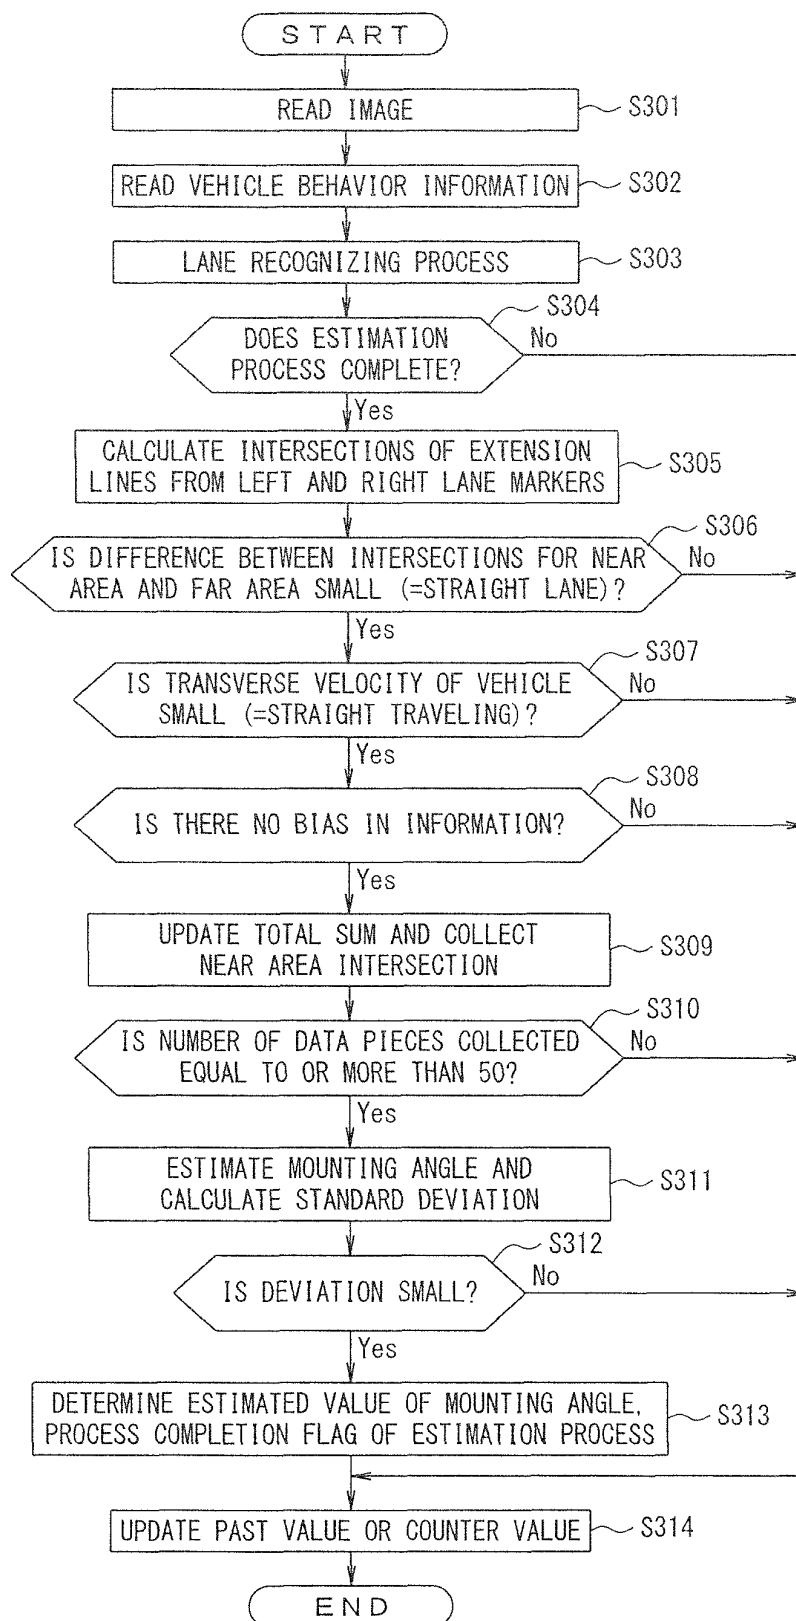 START
READ IMAGE
S301
READ VEHICLE BEHAVIOR INFORMATION
S302
LANE RECOGNIZING PROCESS
S303
S304
DOES ESTIMATION
PROCESS COMPLETE?
No
Yes
CALCULATE INTERSECTIONS OF EXTENSION
LINES FROM LEFT AND RIGHT LANE MARKERS
S305
S306
IS DIFFERENCE BETWEEN INTERSECTIONS FOR NEAR
AREA AND FAR AREA SMALL (=STRAIGHT LANE)?
No
Yes
S307
IS TRANSVERSE VELOCITY OF VEHICLE
SMALL (=STRAIGHT TRAVELING)?
No
Yes
S308
IS THERE NO BIAS IN INFORMATION?
No
Yes
UPDATE TOTAL SUM AND COLLECT
NEAR AREA INTERSECTION
S309
S310
IS NUMBER OF DATA PIECES COLLECTED
EQUAL TO OR MORE THAN 50?
No
Yes
ESTIMATE MOUNTING ANGLE AND
CALCULATE STANDARD DEVIATION
S311
S312
IS DEVIATION SMALL?
No
Yes
DETERMINE ESTIMATED VALUE OF MOUNTING ANGLE,
PROCESS COMPLETION FLAG OF ESTIMATION PROCESS
S313
UPDATE PAST VALUE OR COUNTER VALUE
S314
END